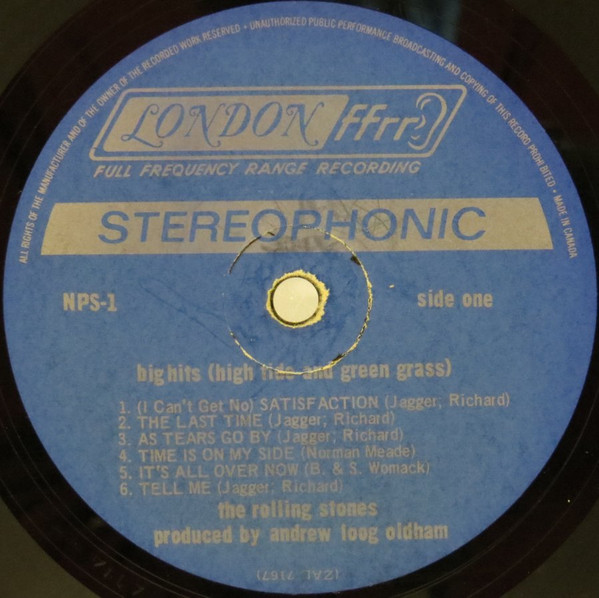 ALL RIGHTS OF THE MANUFACTURER AND OF THE OWNER OF THE RECORDED WORK RESERVED • UNAUTHORIZED PUBLIC PERFORMANCE BROADCASTING AND COPYING OF THIS RECORD PROHIBITED • MADE IN CANADA
LONDON ffrr
FULL FREQUENCY RANGE RECORDING
STEREOPHONIC
NPS-1 side one
big hits (high tide and green grass)
1. (I Can't Get No) SATISFACTION (Jagger; Richard)
2. THE LAST TIME (Jagger; Richard)
3. AS TEARS GO BY (Jagger; Richard)
4. TIME IS ON MY SIDE (Norman Meade)
5. IT'S ALL OVER NOW (B. & S. Womack)
6. TELL ME (Jagger; Richard)
the rolling stones
produced by andrew loog oldham
(ZAL 7167)